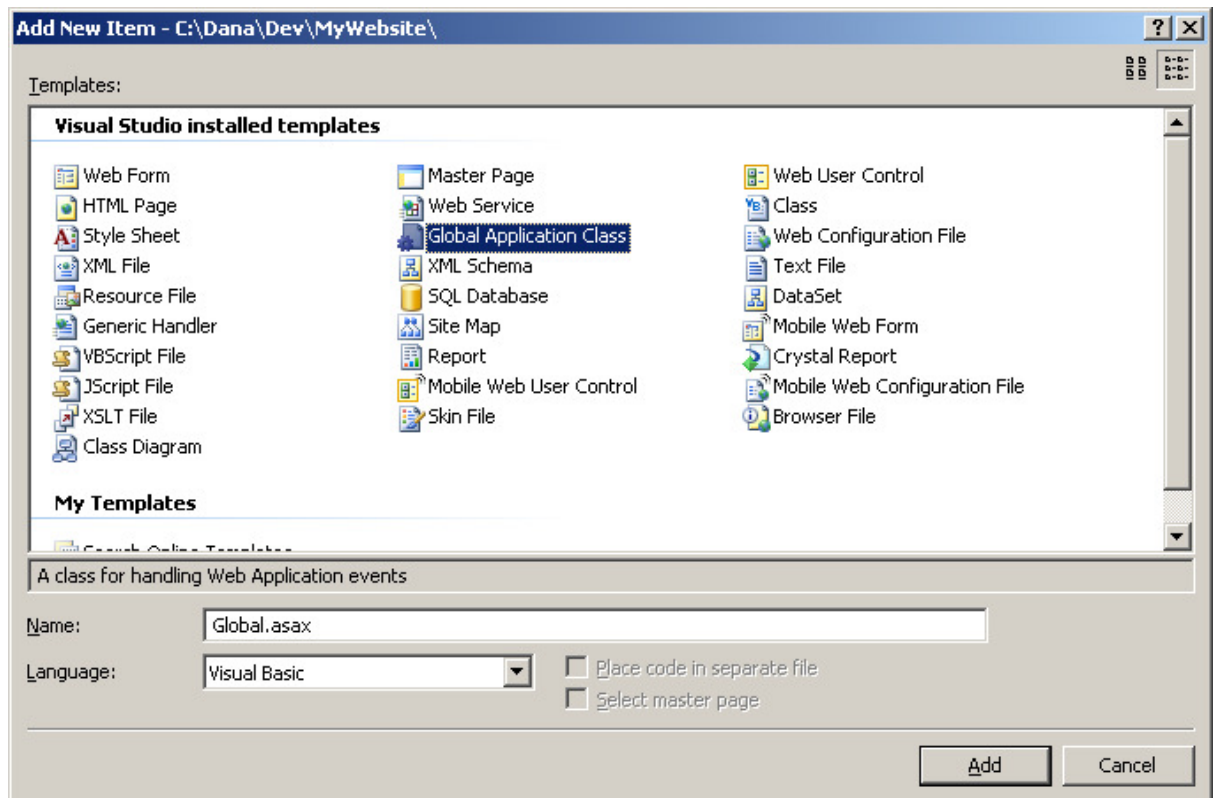 Add New Item - C:\Dana\Dev\MyWebsite\
Templates:
Visual Studio installed templates
Web Form Master Page Web User Control
HTML Page Web Service Class
Style Sheet Global Application Class Web Configuration File
XML File XML Schema Text File
Resource File SQL Database DataSet
Generic Handler Site Map Mobile Web Form
VBScript File Report Crystal Report
JScript File Mobile Web User Control Mobile Web Configuration File
XSLT File Skin File Browser File
Class Diagram
My Templates
Search Online Templates
A class for handling Web Application events
Name: Global.asax
Language: Visual Basic Place code in separate file
Select master page
Add Cancel